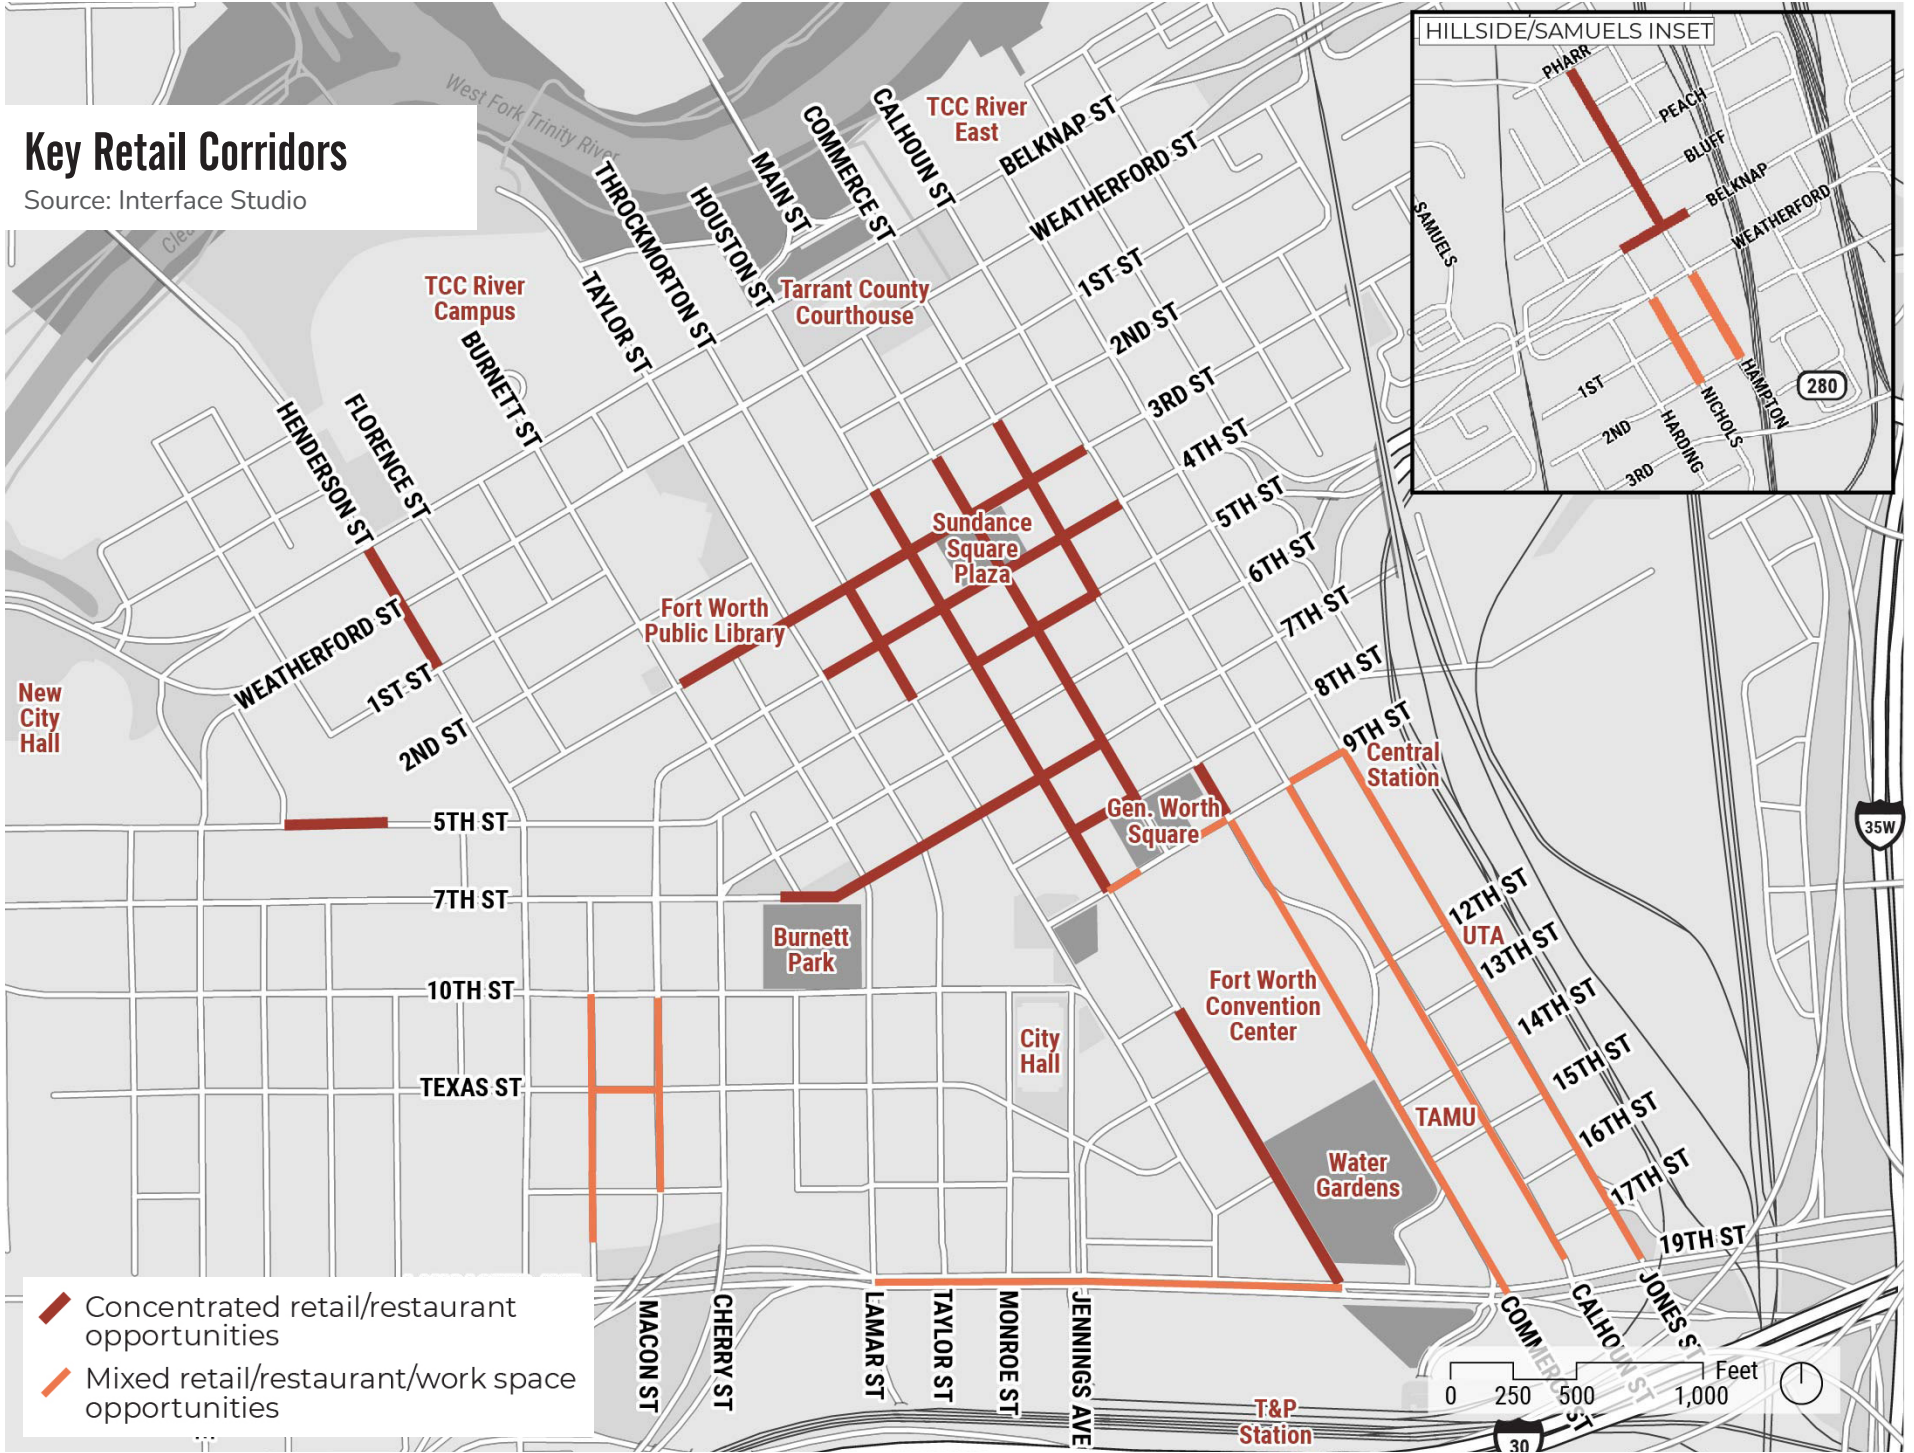 Key Retail Corridors
Source: Interface Studio
West Fork Trinity River
Clea
HILLSIDE/SAMUELS INSET
PHARR
PEACH
BLUFF
BELKNAP
WEATHERFORD
SAMUELS
1ST
2ND
3RD
HARDING
NICHOLS
HAMPTON
280
TCC River
East
CALHOUN ST
COMMERCE ST
MAIN ST
HOUSTON ST
THROCKMORTON ST
TAYLOR ST
BURNETT ST
FLORENCE ST
HENDERSON ST
BELKNAP ST
WEATHERFORD ST
1ST ST
2ND ST
3RD ST
4TH ST
5TH ST
6TH ST
7TH ST
8TH ST
9TH ST
TCC River
Campus
Tarrant County
Courthouse
Sundance
Square
Plaza
Fort Worth
Public Library
WEATHERFORD ST
1ST ST
2ND ST
New
City
Hall
Central
Station
Gen. Worth
Square
5TH ST
7TH ST
10TH ST
TEXAS ST
Burnett
Park
City
Hall
Fort Worth
Convention
Center
12TH ST
UTA
13TH ST
14TH ST
15TH ST
16TH ST
17TH ST
19TH ST
TAMU
Water
Gardens
35W
MACON ST
CHERRY ST
LAMAR ST
TAYLOR ST
MONROE ST
JENNINGS AVE
COMMERCE ST
CALHOUN ST
JONES ST
T&P
Station
30
Concentrated retail/restaurant
opportunities
Mixed retail/restaurant/work space
opportunities
Feet
0 250 500 1,000